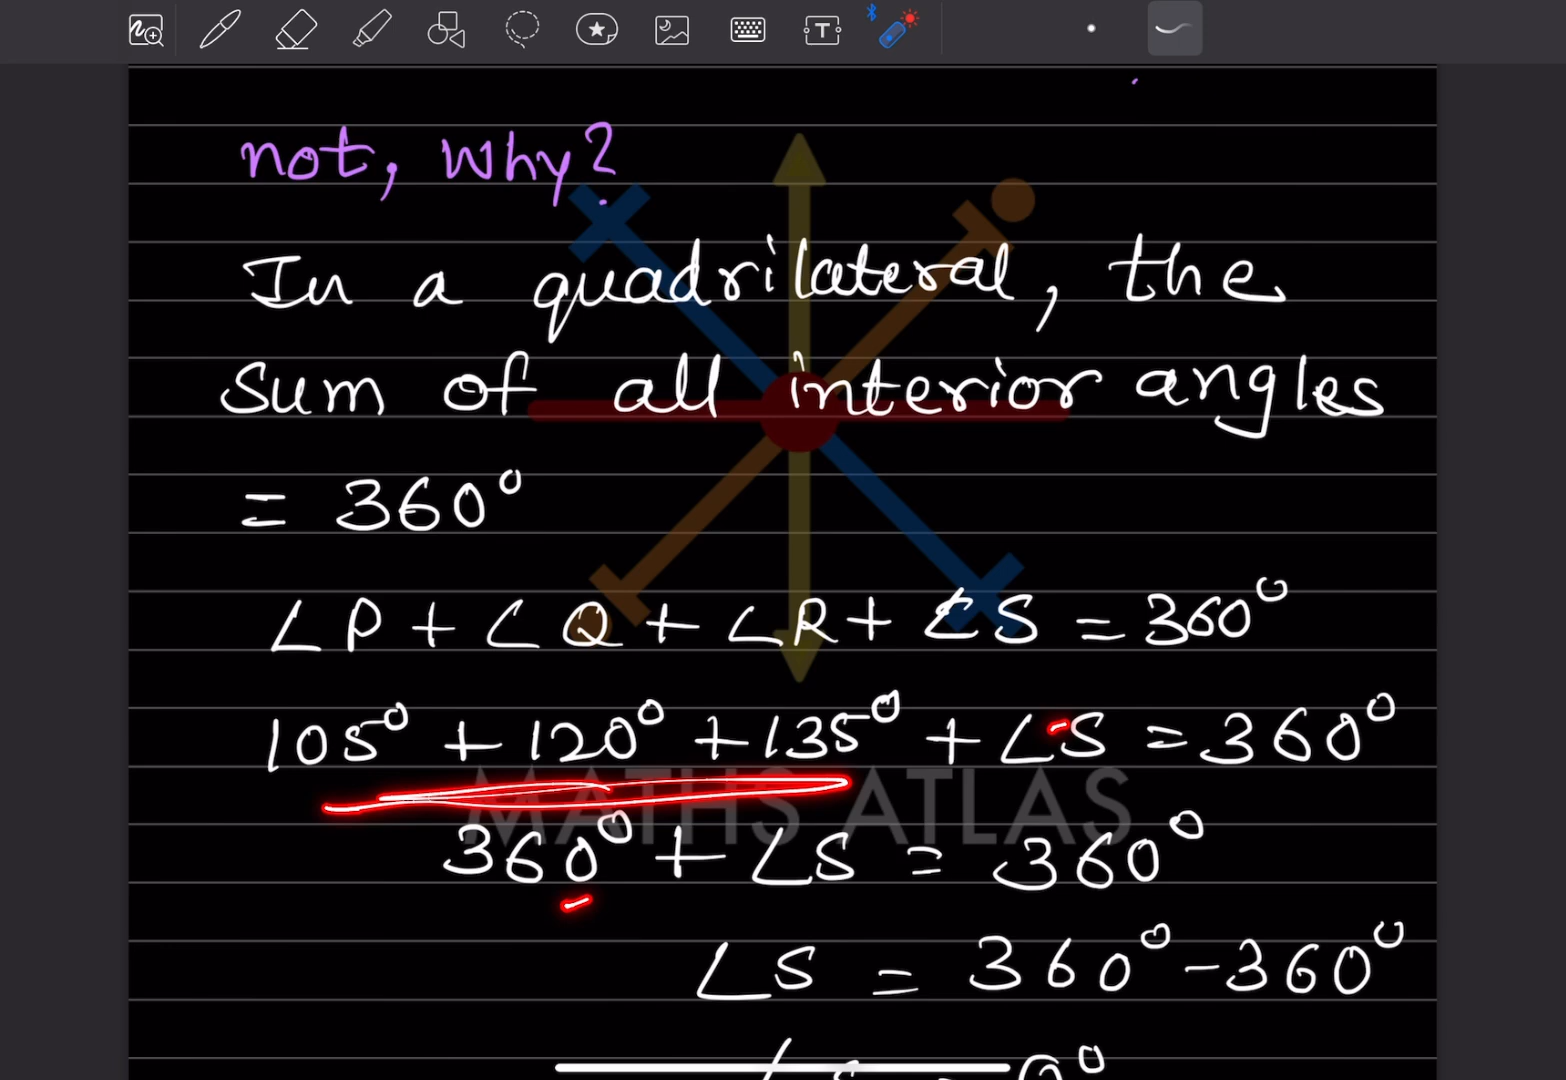 not, Why?
In a quadrilateral, the
sum of all interior angles
= 360°
∠P + ∠Q + ∠R + ∠S = 360°
105° + 120° + 135° + ∠S = 360°
MATHS ATLAS
360° + ∠S = 360°
∠S = 360° - 360°